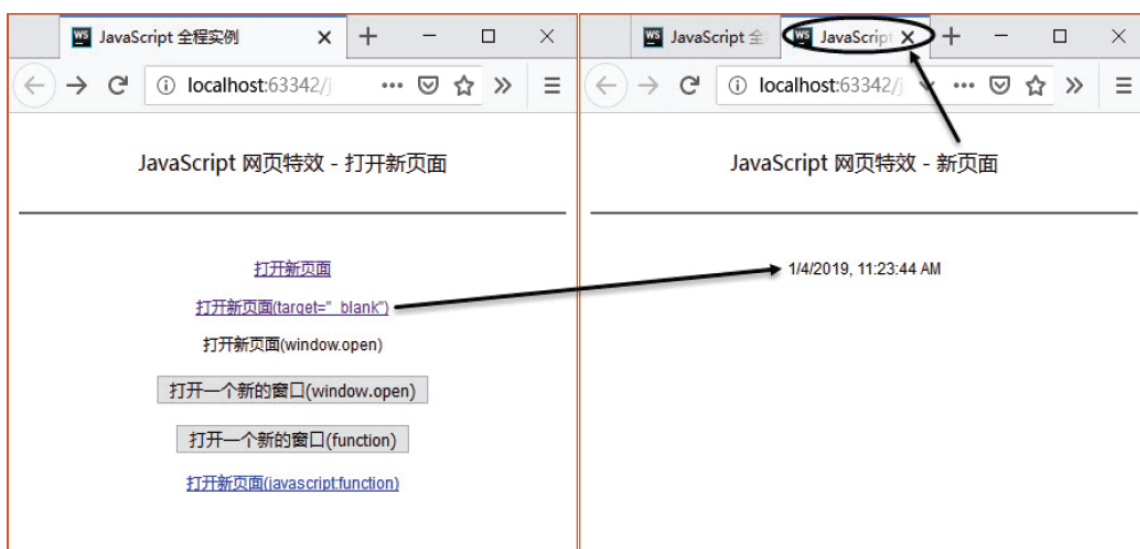 JavaScript 全程实例
localhost:63342/j
JavaScript 网页特效 - 打开新页面
打开新页面
打开新页面(target="_blank")
打开新页面(window.open)
打开一个新的窗口(window.open)
打开一个新的窗口(function)
打开新页面(javascript:function)
JavaScript 全
JavaScript
localhost:63342/j
JavaScript 网页特效 - 新页面
1/4/2019, 11:23:44 AM